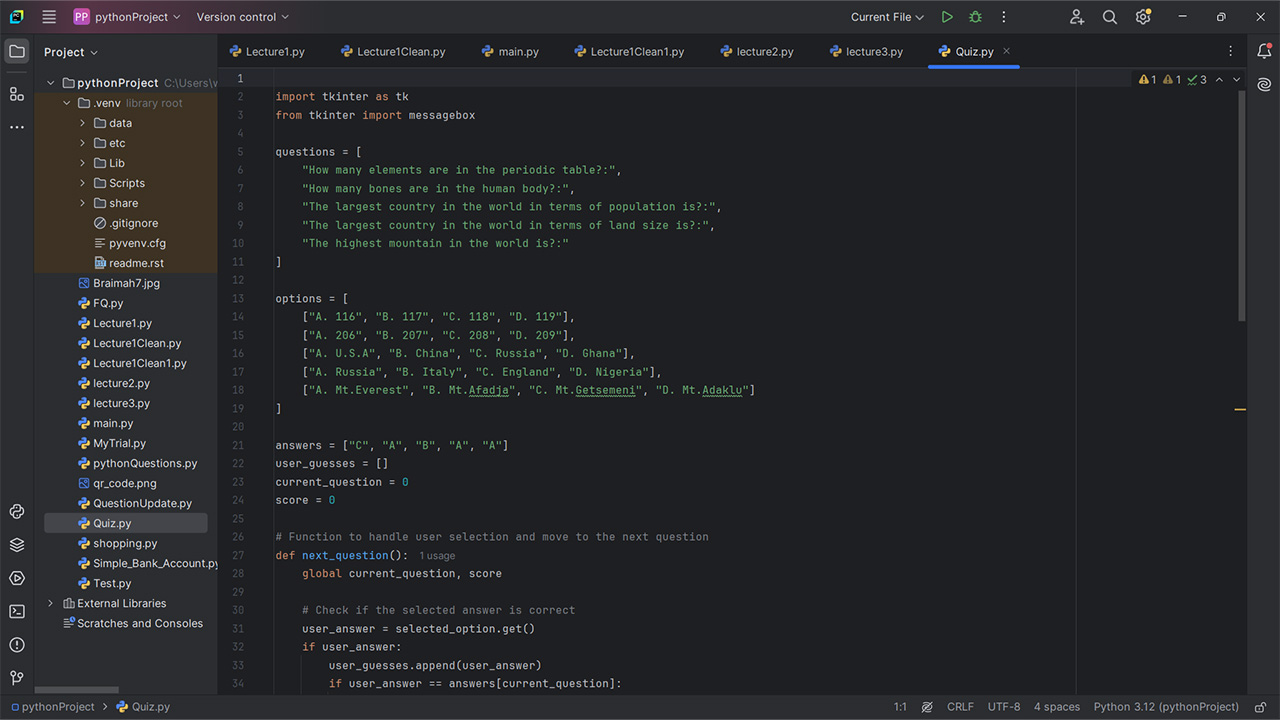 PP pythonProject Version control Current File
Project
Lecture1.py Lecture1Clean.py main.py Lecture1Clean1.py lecture2.py lecture3.py Quiz.py
pythonProject C:\Users\
.venv library root
data
etc
Lib
Scripts
share
.gitignore
pyvenv.cfg
readme.rst
Braimah7.jpg
FQ.py
Lecture1.py
Lecture1Clean.py
Lecture1Clean1.py
lecture2.py
lecture3.py
main.py
MyTrial.py
pythonQuestions.py
qr_code.png
QuestionUpdate.py
Quiz.py
shopping.py
Simple_Bank_Account.py
Test.py
External Libraries
Scratches and Consoles
1 1 3
1
2 import tkinter as tk
3 from tkinter import messagebox
4
5 questions = [
6 "How many elements are in the periodic table?:",
7 "How many bones are in the human body?:",
8 "The largest country in the world in terms of population is?:",
9 "The largest country in the world in terms of land size is?:",
10 "The highest mountain in the world is?:"
11 ]
12
13 options = [
14 ["A. 116", "B. 117", "C. 118", "D. 119"],
15 ["A. 206", "B. 207", "C. 208", "D. 209"],
16 ["A. U.S.A", "B. China", "C. Russia", "D. Ghana"],
17 ["A. Russia", "B. Italy", "C. England", "D. Nigeria"],
18 ["A. Mt.Everest", "B. Mt.Afadja", "C. Mt.Getsemeni", "D. Mt.Adaklu"]
19 ]
20
21 answers = ["C", "A", "B", "A", "A"]
22 user_guesses = []
23 current_question = 0
24 score = 0
25
26 # Function to handle user selection and move to the next question
27 def next_question(): 1 usage
28 global current_question, score
29
30 # Check if the selected answer is correct
31 user_answer = selected_option.get()
32 if user_answer:
33 user_guesses.append(user_answer)
34 if user_answer == answers[current_question]:
pythonProject > Quiz.py 1:1 CRLF UTF-8 4 spaces Python 3.12 (pythonProject)